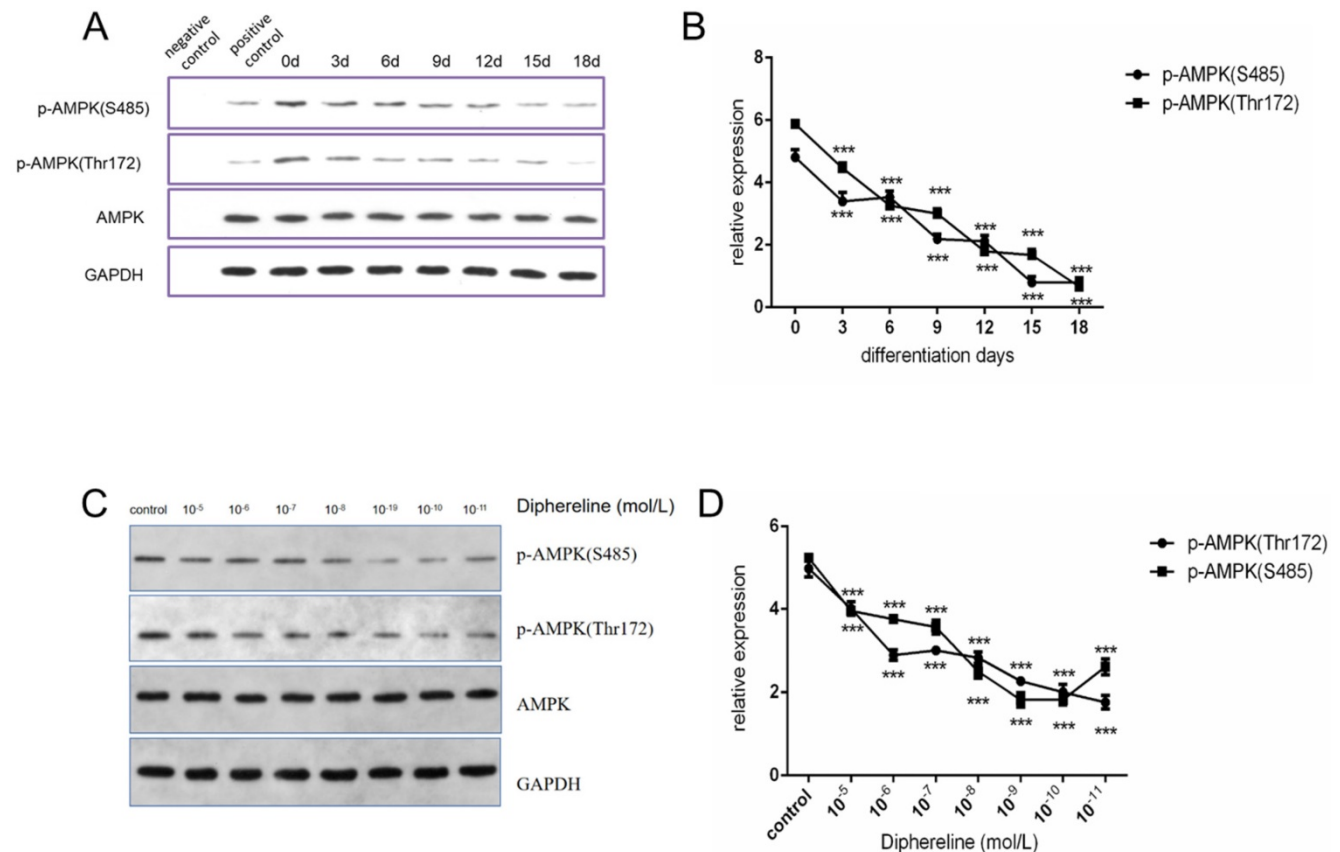 A
negative control
positive control
0d 3d 6d 9d 12d 15d 18d
p-AMPK(S485)
p-AMPK(Thr172)
AMPK
GAPDH
B
8
6
4
2
0
relative expression
*** *** *** *** *** ***
*** *** *** *** *** ***
0 3 6 9 12 15 18
differentiation days
p-AMPK(S485)
p-AMPK(Thr172)
C
control 10-5 10-6 10-7 10-8 10-19 10-10 10-11 Diphereline (mol/L)
p-AMPK(S485)
p-AMPK(Thr172)
AMPK
GAPDH
D
6
4
2
0
relative expression
*** *** *** *** *** *** ***
*** *** *** *** *** *** ***
control 10-5 10-6 10-7 10-8 10-9 10-10 10-11
Diphereline (mol/L)
p-AMPK(Thr172)
p-AMPK(S485)